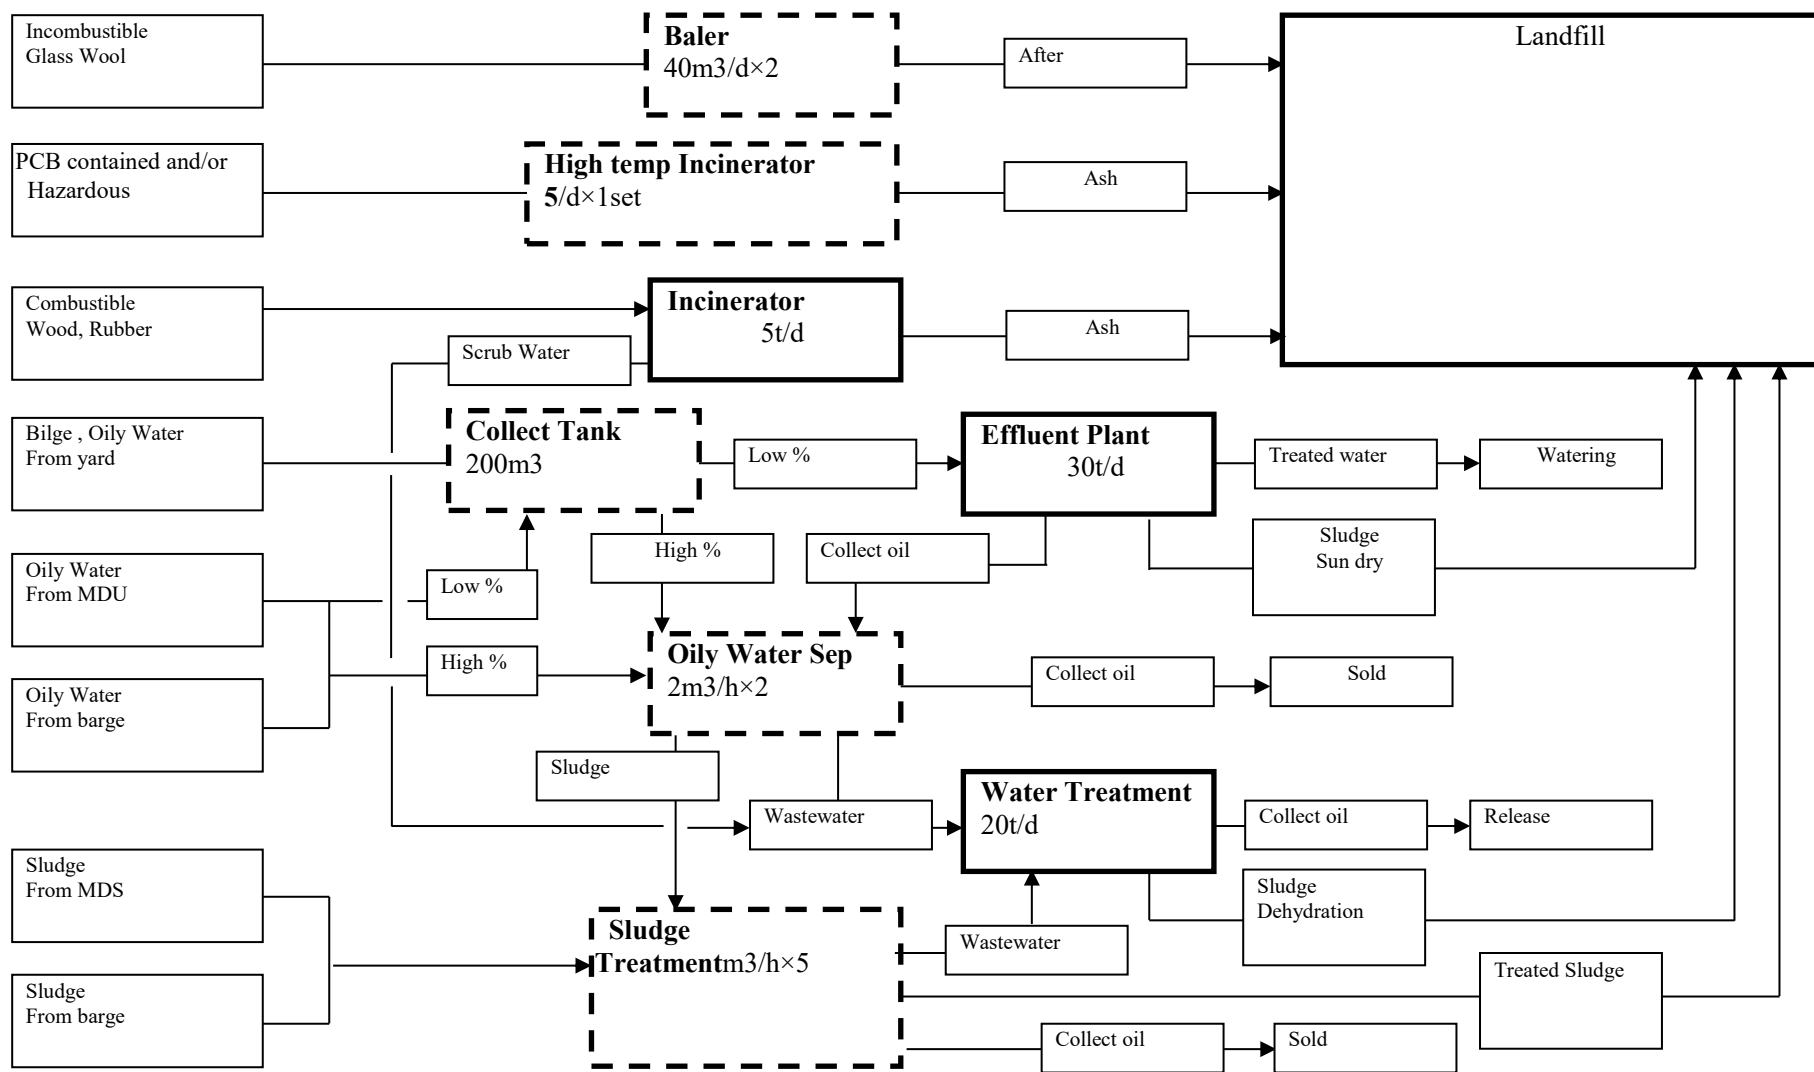 Incombustible
Glass Wool
Baler
40m3/d×2
After
Landfill
PCB contained and/or
Hazardous
High temp Incinerator
5/d×1set
Ash
Combustible
Wood, Rubber
Incinerator
5t/d
Ash
Scrub Water
Bilge , Oily Water
From yard
Collect Tank
200m3
Low %
Effluent Plant
30t/d
Treated water
Watering
High %
Collect oil
Sludge
Sun dry
Oily Water
From MDU
Low %
High %
Oily Water Sep
2m3/h×2
Collect oil
Sold
Oily Water
From barge
Sludge
Wastewater
Water Treatment
20t/d
Collect oil
Release
Sludge
From MDS
Sludge
Dehydration
Sludge
Treatmentm3/h×5
Wastewater
Treated Sludge
Sludge
From barge
Collect oil
Sold